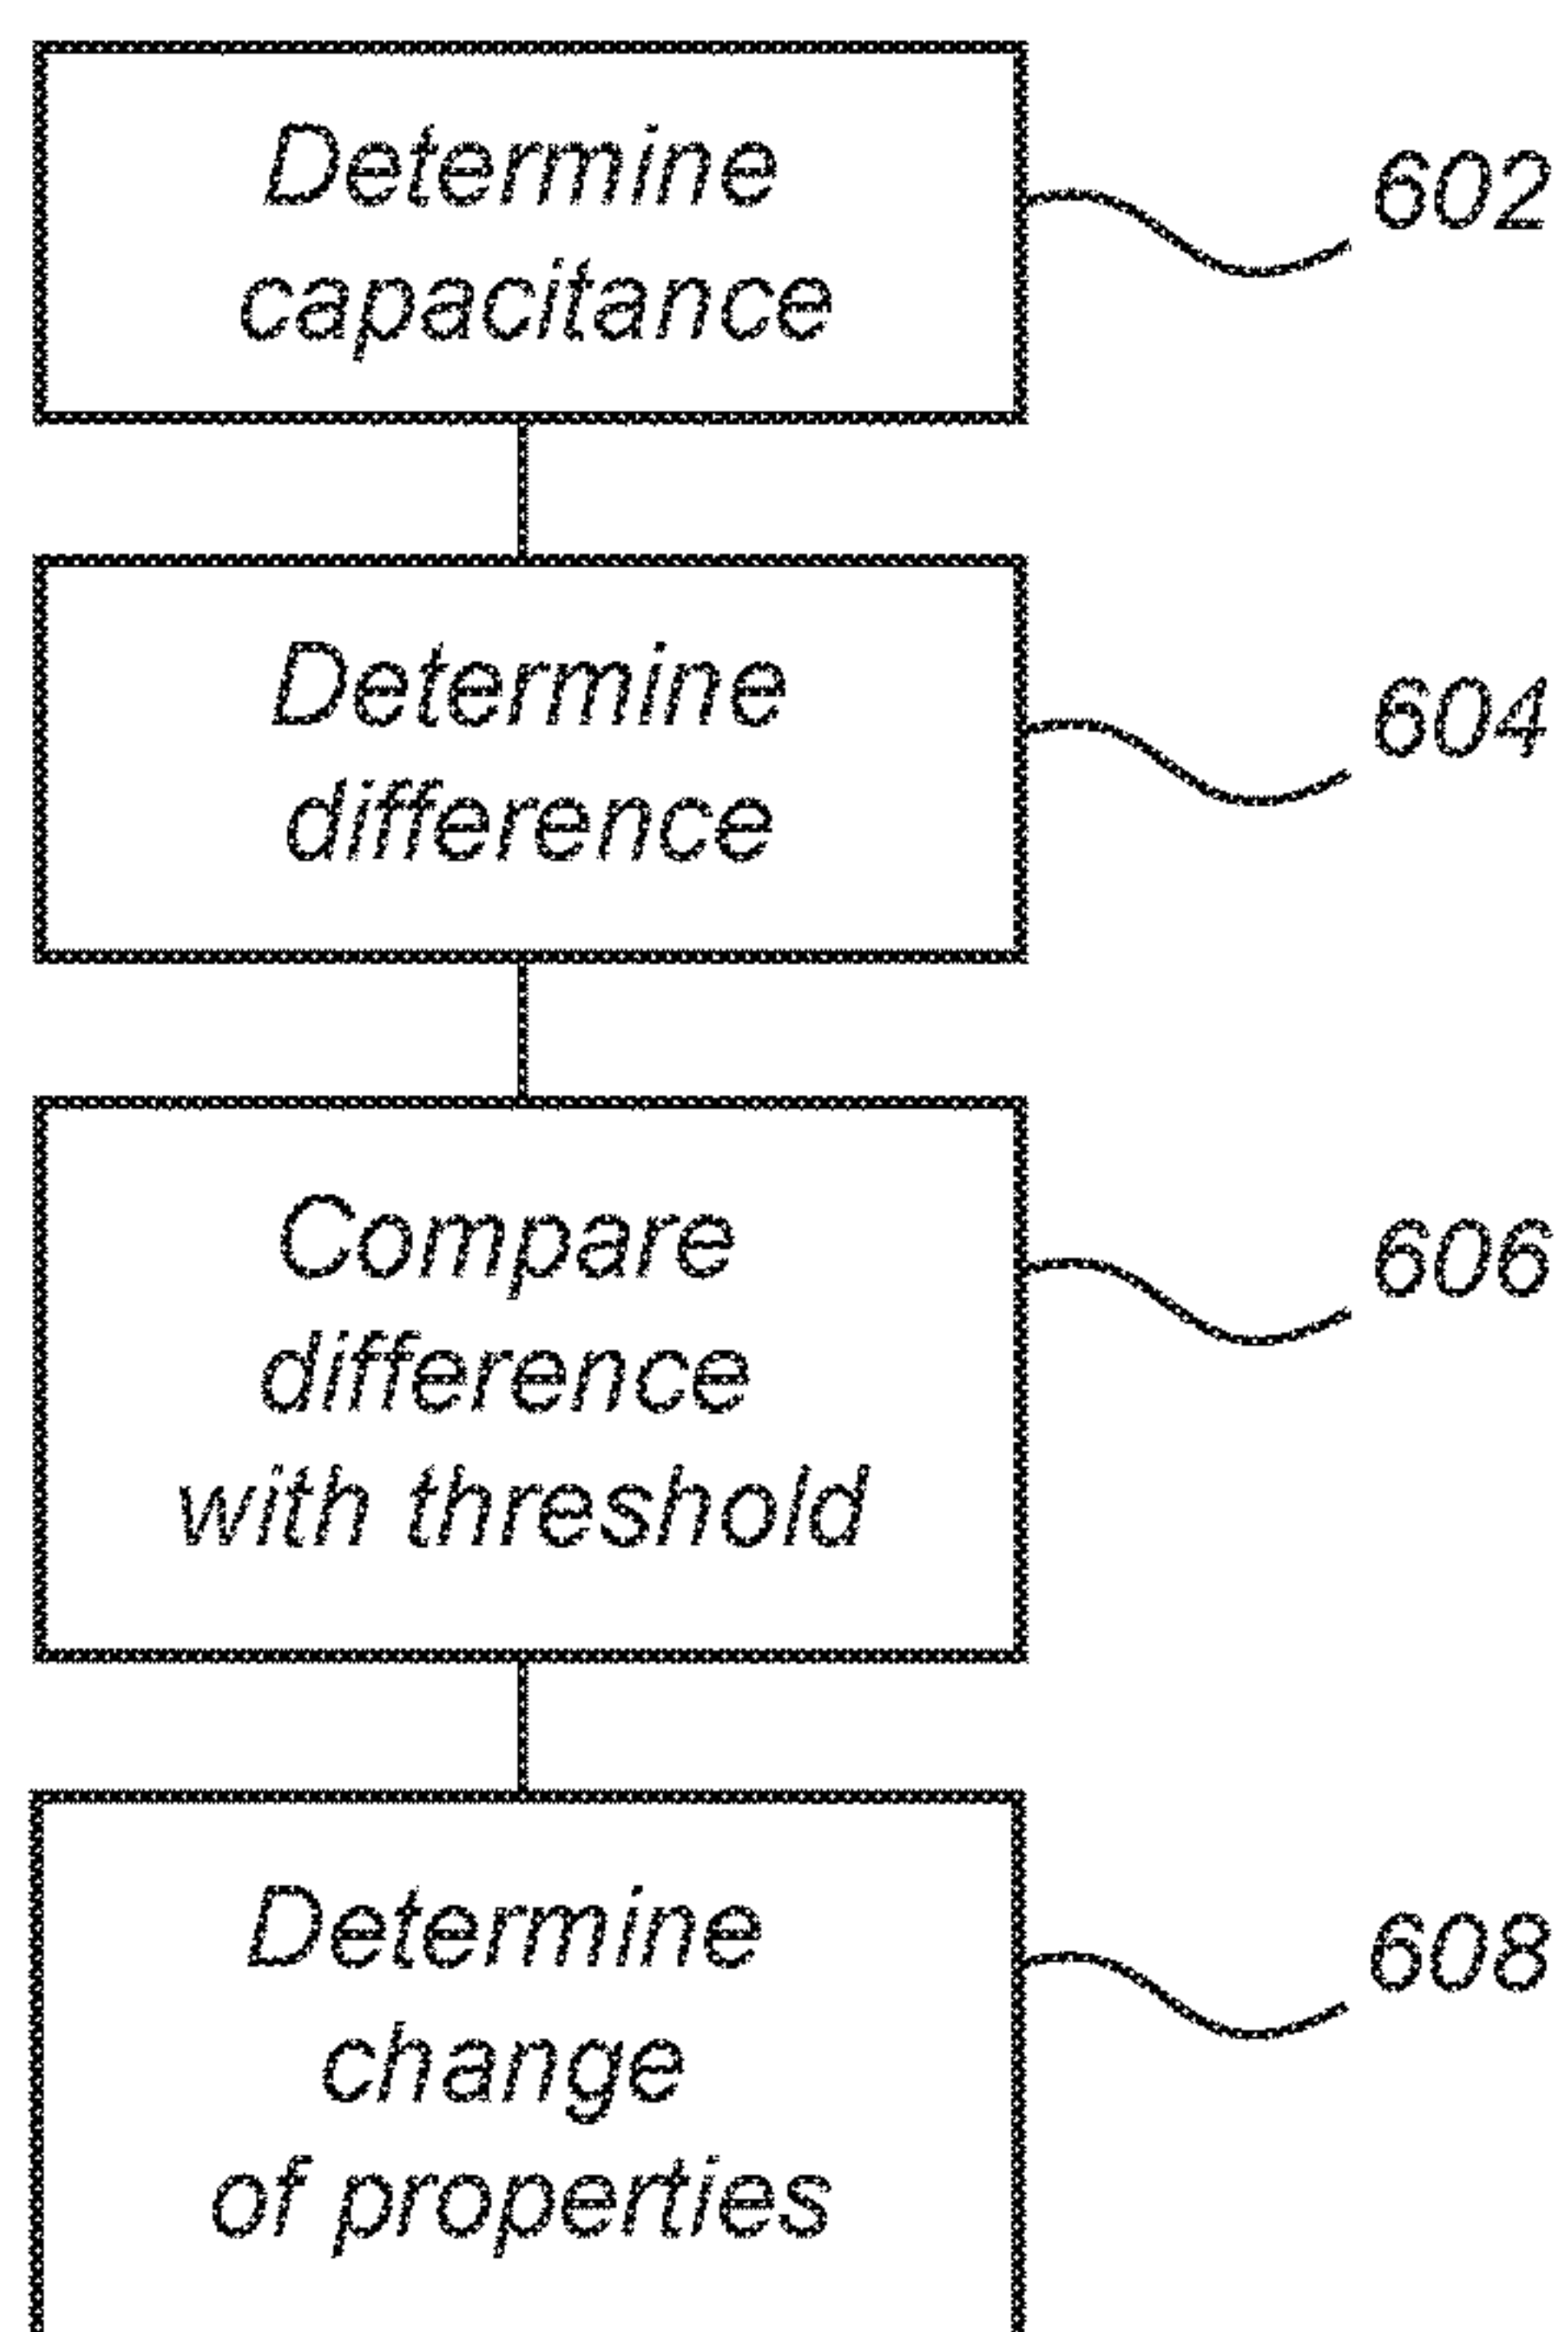 Determine
capacitance
602
Determine
difference
604
Compare
difference
with threshold
606
Determine
change
of properties
608